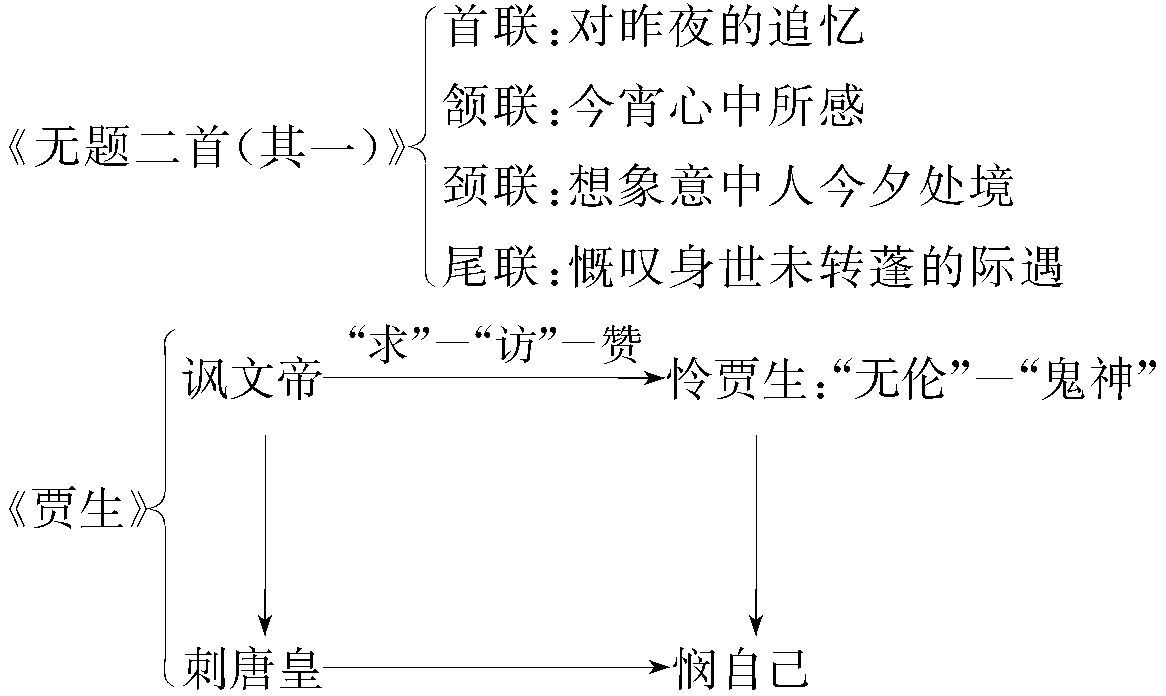 《无题二首(其一)》
首联:对昨夜的追忆
颔联:今宵心中所感
颈联:想象意中人今夕处境
尾联:慨叹身世未转蓬的际遇
《贾生》
讽文帝
“求”—“访”—赞
怜贾生:“无伦”—“鬼神”
刺唐皇
悯自己